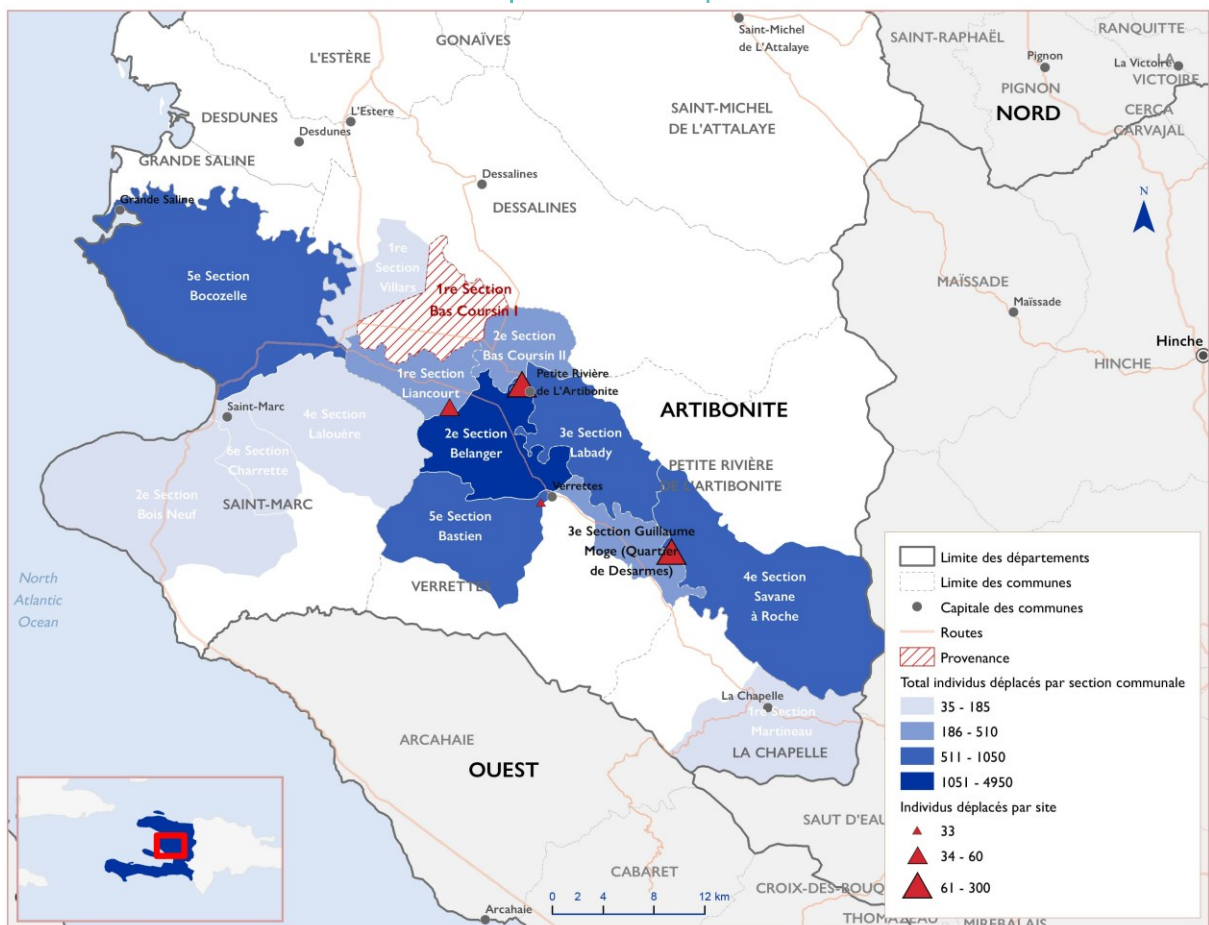 GONAÏVES
L'ESTÈRE
Saint-Michel
de L'Attalaye
SAINT-RAPHAËL
RANQUITTE
Pignon
La Victoire
LA
VICTOIRE
PIGNON
NORD
CERCA
CARVAJAL
DESDUNES
L'Estere
Desdunes
SAINT-MICHEL
DE L'ATTALAYE
GRANDE SALINE
Dessalines
DESSALINES
Grande Saline
N
1re
Section
Villars
5e Section
Bocozelle
1re Section
Bas Coursin I
MAÏSSADE
Maïssade
2e Section
Bas Coursin II
HINCHE
Hinche
1re Section
Liancourt
Petite Rivière
de L'Artibonite
ARTIBONITE
Saint-Marc
4e Section
Lalouère
6e Section
Charrette
2e Section
Belanger
3e Section
Labady
PETITE RIVIÈRE
DE L'ARTIBONITE
2e Section
Bois Neuf
SAINT-MARC
Verrettes
5e Section
Bastien
3e Section Guillaume
Moge (Quartier
de Desarmes)
VERRETTES
4e Section
Savane
à Roche
North
Atlantic
Ocean
La Chapelle
1re Section
Martineau
LA CHAPELLE
ARCAHAIE
OUEST
SAUT D'EAU
CABARET
CROIX-DES-BOUQ
THOMAZEAU
MIREBALAIS
Arcahaie
0 2 4 8 12 km
Limite des départements
Limite des communes
Capitale des communes
Routes
Provenance
Total individus déplacés par section communale
35 - 185
186 - 510
511 - 1050
1051 - 4950
Individus déplacés par site
33
34 - 60
61 - 300